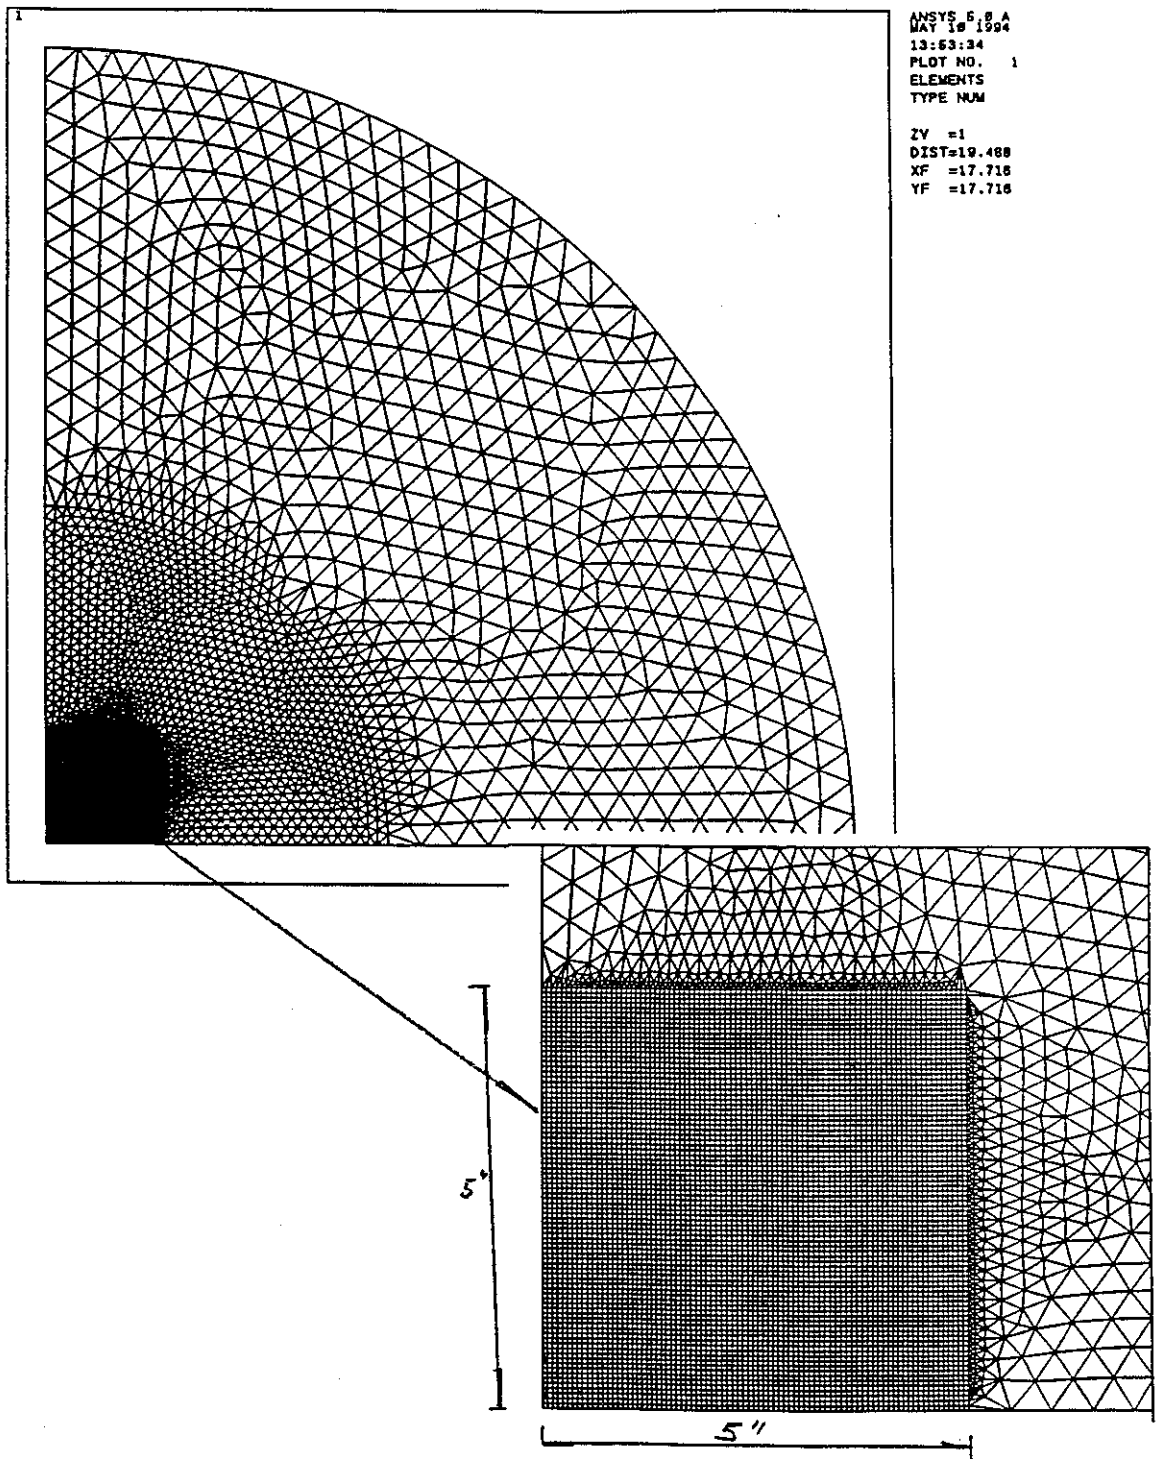 1
ANSYS 5.0 A
MAY 18 1994
13:53:34
PLOT NO. 1
ELEMENTS
TYPE NUM
ZV =1
DIST=19.488
XF =17.716
YF =17.716
5"
5"